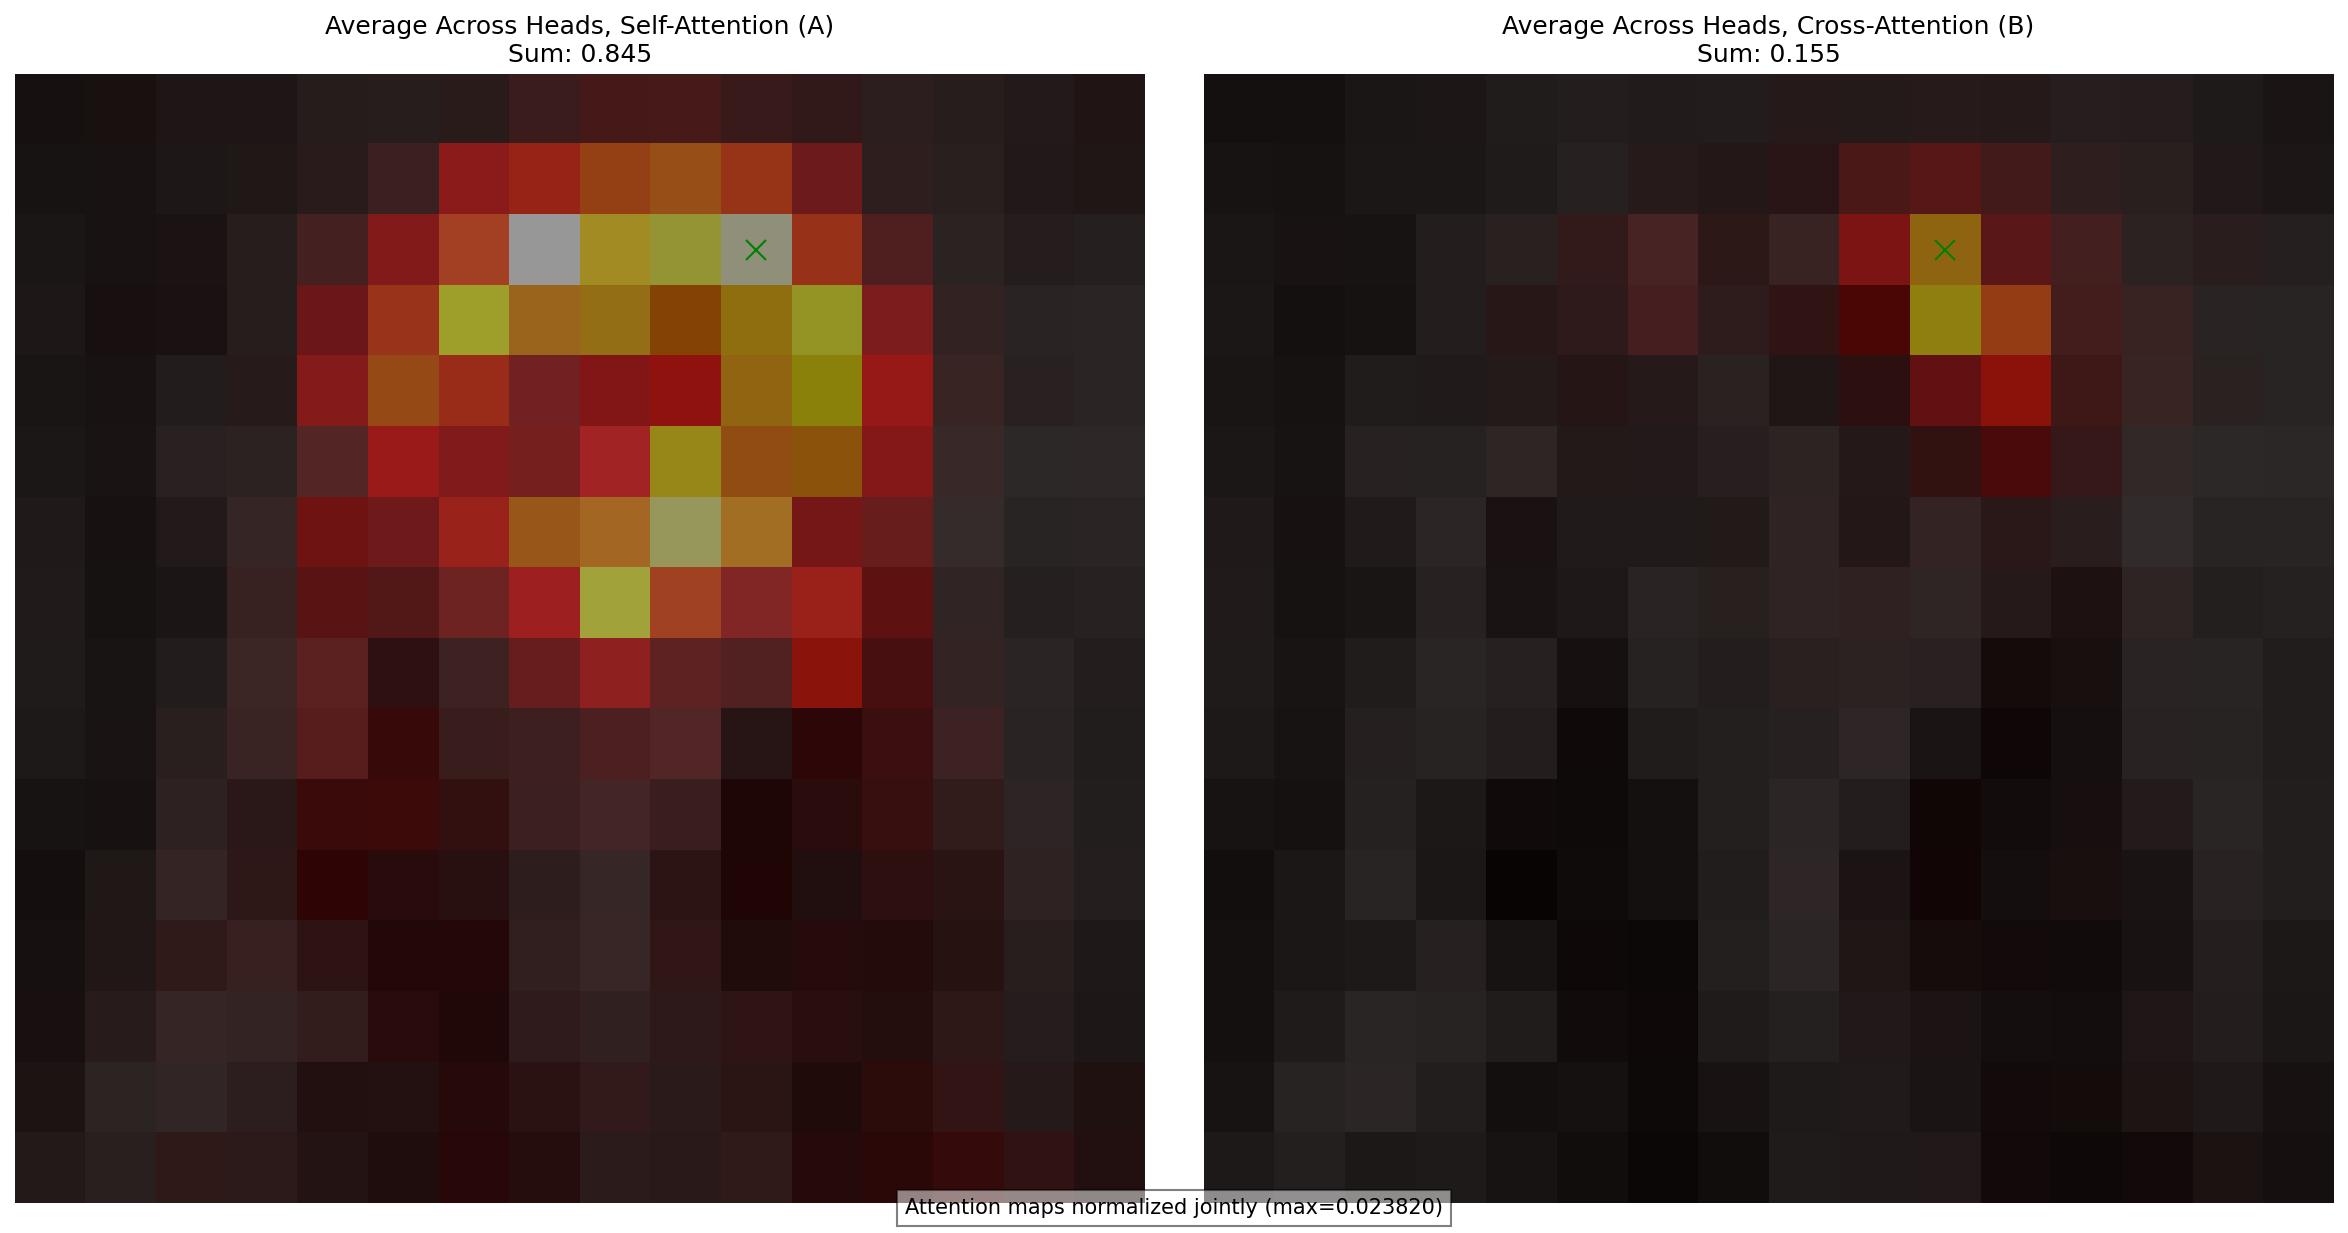 Average Across Heads, Self-Attention (A)
Sum: 0.845
Average Across Heads, Cross-Attention (B)
Sum: 0.155
Attention maps normalized jointly (max=0.023820)